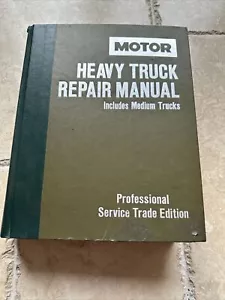 MOTOR
HEAVY TRUCK
REPAIR MANUAL
Includes Medium Trucks
Professional
Service Trade Edition